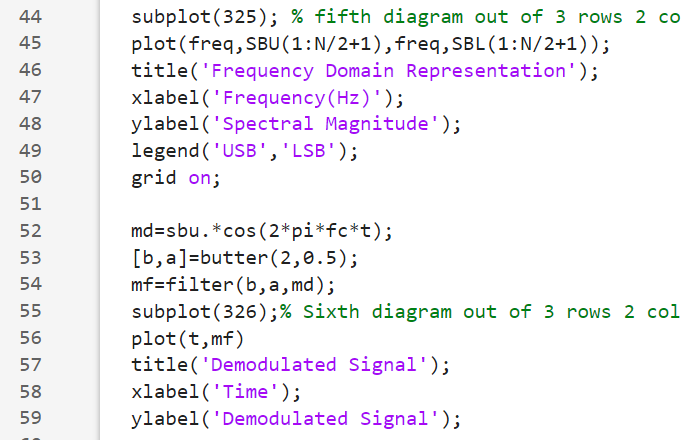 44 subplot(325); % fifth diagram out of 3 rows 2 co
45 plot(freq,SBU(1:N/2+1),freq,SBL(1:N/2+1));
46 title('Frequency Domain Representation');
47 xlabel('Frequency(Hz)');
48 ylabel('Spectral Magnitude');
49 legend('USB','LSB');
50 grid on;
51
52 md=sbu.*cos(2*pi*fc*t);
53 [b,a]=butter(2,0.5);
54 mf=filter(b,a,md);
55 subplot(326);% Sixth diagram out of 3 rows 2 col
56 plot(t,mf)
57 title('Demodulated Signal');
58 xlabel('Time');
59 ylabel('Demodulated Signal');